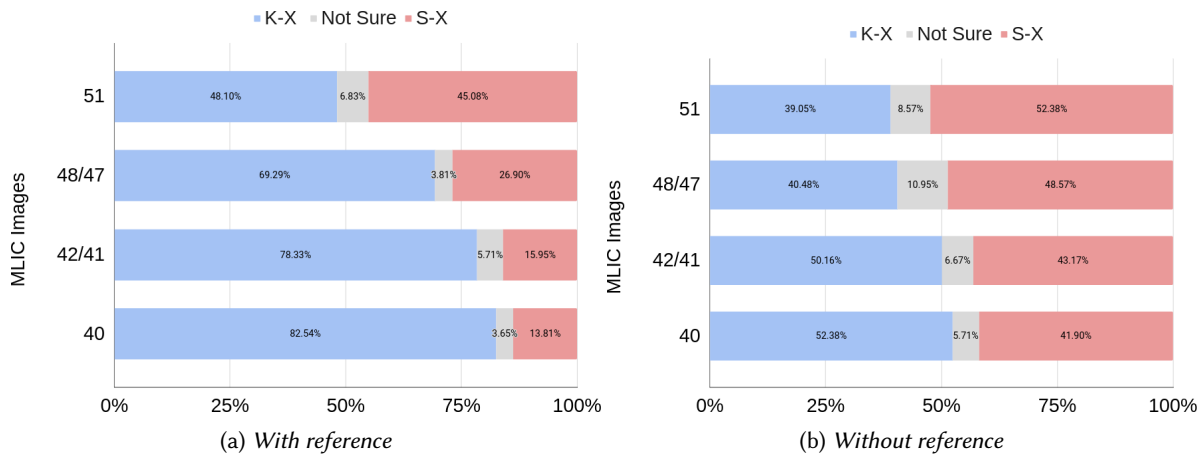 K-X Not Sure S-X
MLIC Images
51
48.10% 6.83% 45.08%
48/47
69.29% 3.81% 26.90%
42/41
78.33% 5.71% 15.95%
40
82.54% 3.65% 13.81%
0% 25% 50% 75% 100%
(a) With reference
K-X Not Sure S-X
MLIC Images
51
39.05% 8.57% 52.38%
48/47
40.48% 10.95% 48.57%
42/41
50.16% 6.67% 43.17%
40
52.38% 5.71% 41.90%
0% 25% 50% 75% 100%
(b) Without reference